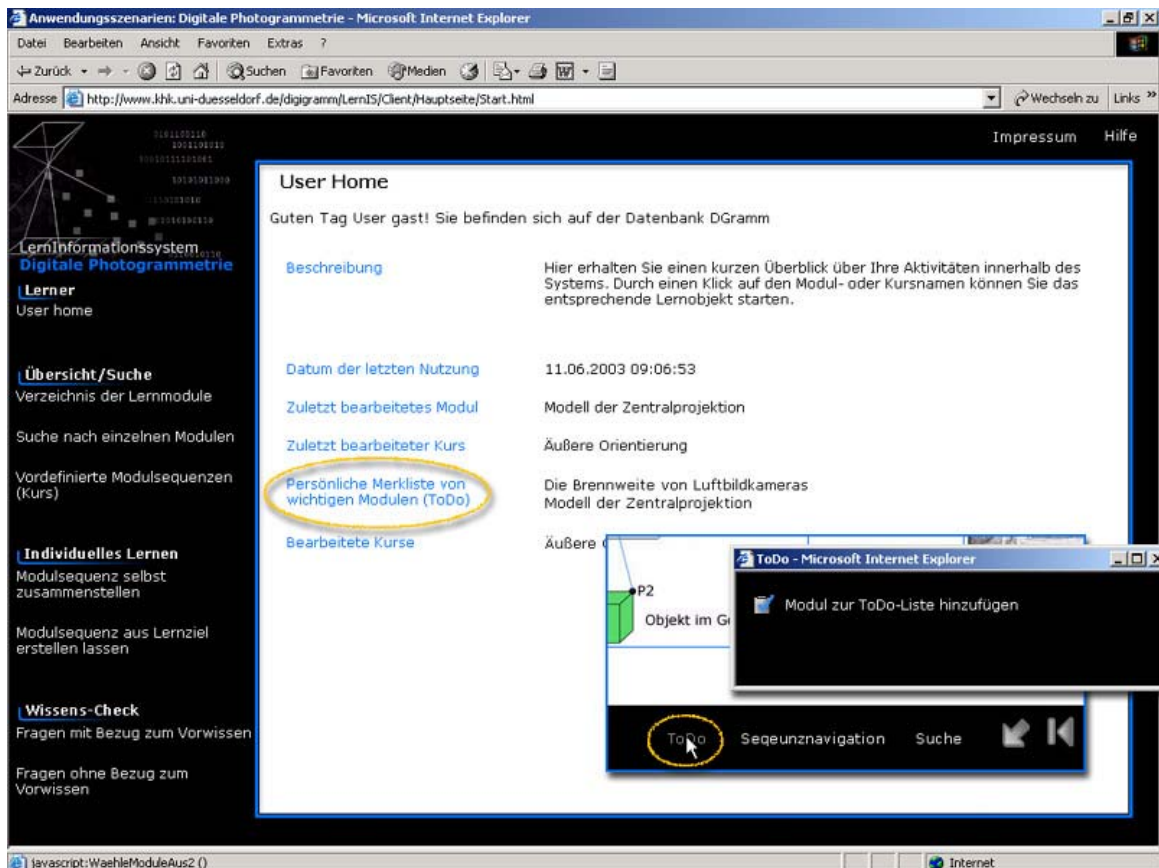 Anwendungsszenarien: Digitale Photogrammetrie - Microsoft Internet Explorer
Datei Bearbeiten Ansicht Favoriten Extras ?
Zurück Suchen Favoriten Medien
Adresse http://www.khk.uni-duesseldorf.de/digigramm/LernIS/Client/Hauptseite/Start.html Wechseln zu Links »
Impressum Hilfe
LernInformationssystem
Digitale Photogrammetrie
Lerner
User home
Übersicht/Suche
Verzeichnis der Lernmodule
Suche nach einzelnen Modulen
Vordefinierte Modulsequenzen
(Kurs)
Individuelles Lernen
Modulsequenz selbst
zusammenstellen
Modulsequenz aus Lernziel
erstellen lassen
Wissens-Check
Fragen mit Bezug zum Vorwissen
Fragen ohne Bezug zum
Vorwissen
User Home
Guten Tag User gast! Sie befinden sich auf der Datenbank DGramm
Beschreibung
Hier erhalten Sie einen kurzen Überblick über Ihre Aktivitäten innerhalb des
Systems. Durch einen Klick auf den Modul- oder Kursnamen können Sie das
entsprechende Lernobjekt starten.
Datum der letzten Nutzung 11.06.2003 09:06:53
Zuletzt bearbeitetes Modul Modell der Zentralprojektion
Zuletzt bearbeiteter Kurs Äußere Orientierung
Persönliche Merkliste von
wichtigen Modulen (ToDo)
Die Brennweite von Luftbildkameras
Modell der Zentralprojektion
Bearbeitete Kurse Äußere
P2
Objekt im
ToDo - Microsoft Internet Explorer
Modul zur ToDo-Liste hinzufügen
ToDo Seqeunznavigation Suche
javascript:WaehleModuleAus2 () Internet